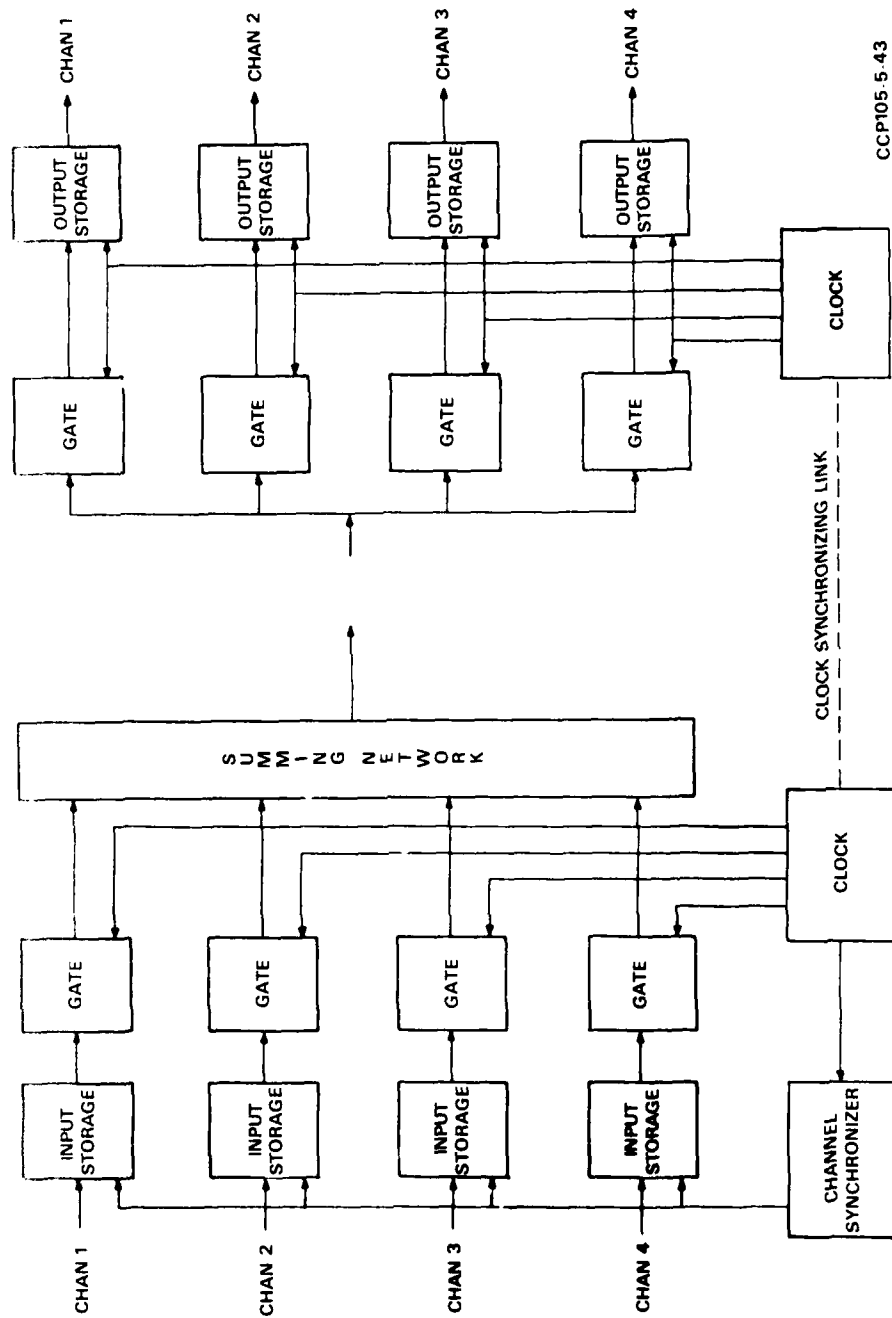 CHAN 1
INPUT
STORAGE
GATE
CHAN 2
INPUT
STORAGE
GATE
CHAN 3
INPUT
STORAGE
GATE
CHAN 4
INPUT
STORAGE
GATE
CHANNEL
SYNCHRONIZER
CLOCK
SUMMING NETWORK
CLOCK SYNCHRONIZING LINK
GATE
OUTPUT
STORAGE
CHAN 1
GATE
OUTPUT
STORAGE
CHAN 2
GATE
OUTPUT
STORAGE
CHAN 3
GATE
OUTPUT
STORAGE
CHAN 4
CLOCK
CCP105-5-43